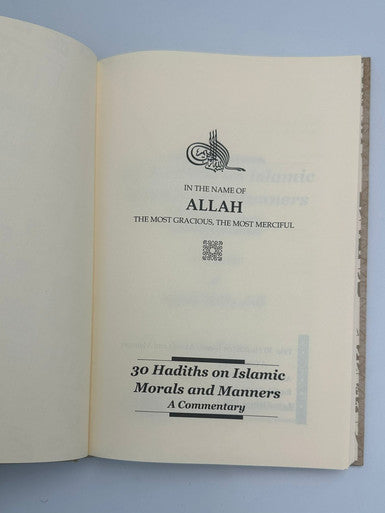 IN THE NAME OF
ALLAH
THE MOST GRACIOUS, THE MOST MERCIFUL
30 Hadiths on Islamic
Morals and Manners
A Commentary